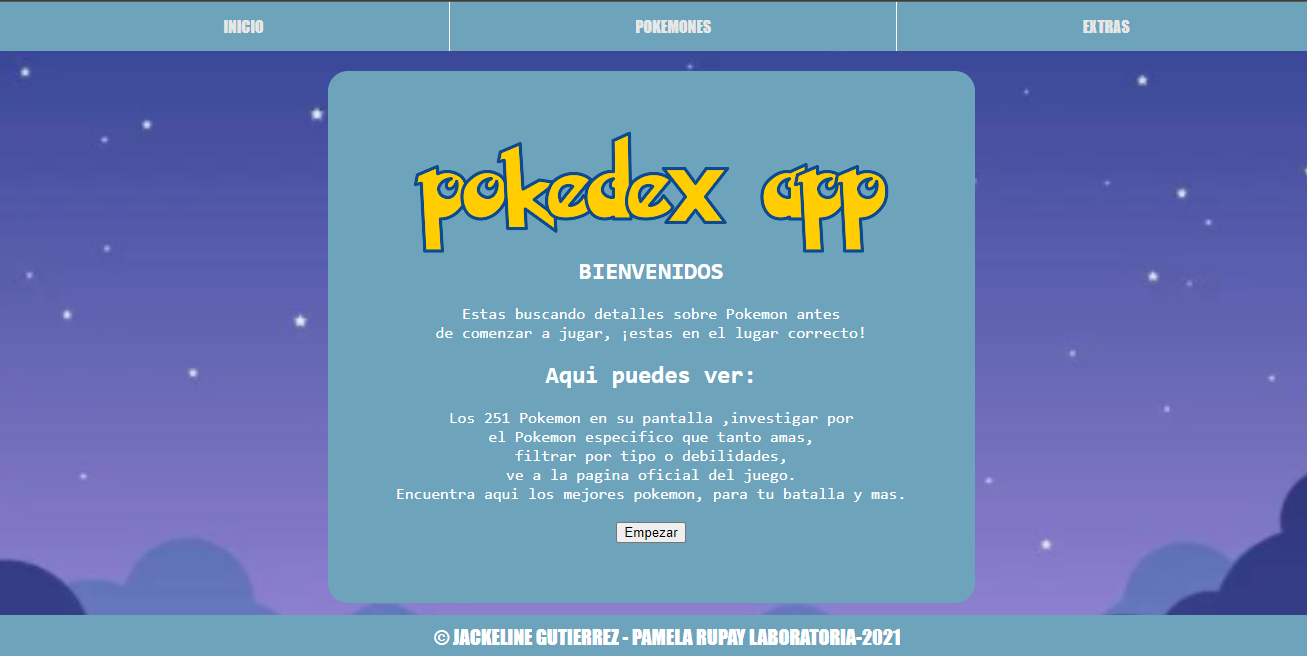 INICIO
POKEMONES
EXTRAS
pokedex app
BIENVENIDOS
Estas buscando detalles sobre Pokemon antes
de comenzar a jugar, ¡estas en el lugar correcto!
Aqui puedes ver:
Los 251 Pokemon en su pantalla ,investigar por
el Pokemon especifico que tanto amas,
filtrar por tipo o debilidades,
ve a la pagina oficial del juego.
Encuentra aqui los mejores pokemon, para tu batalla y mas.
Empezar
© JACKELINE GUTIERREZ - PAMELA RUPAY LABORATORIA-2021